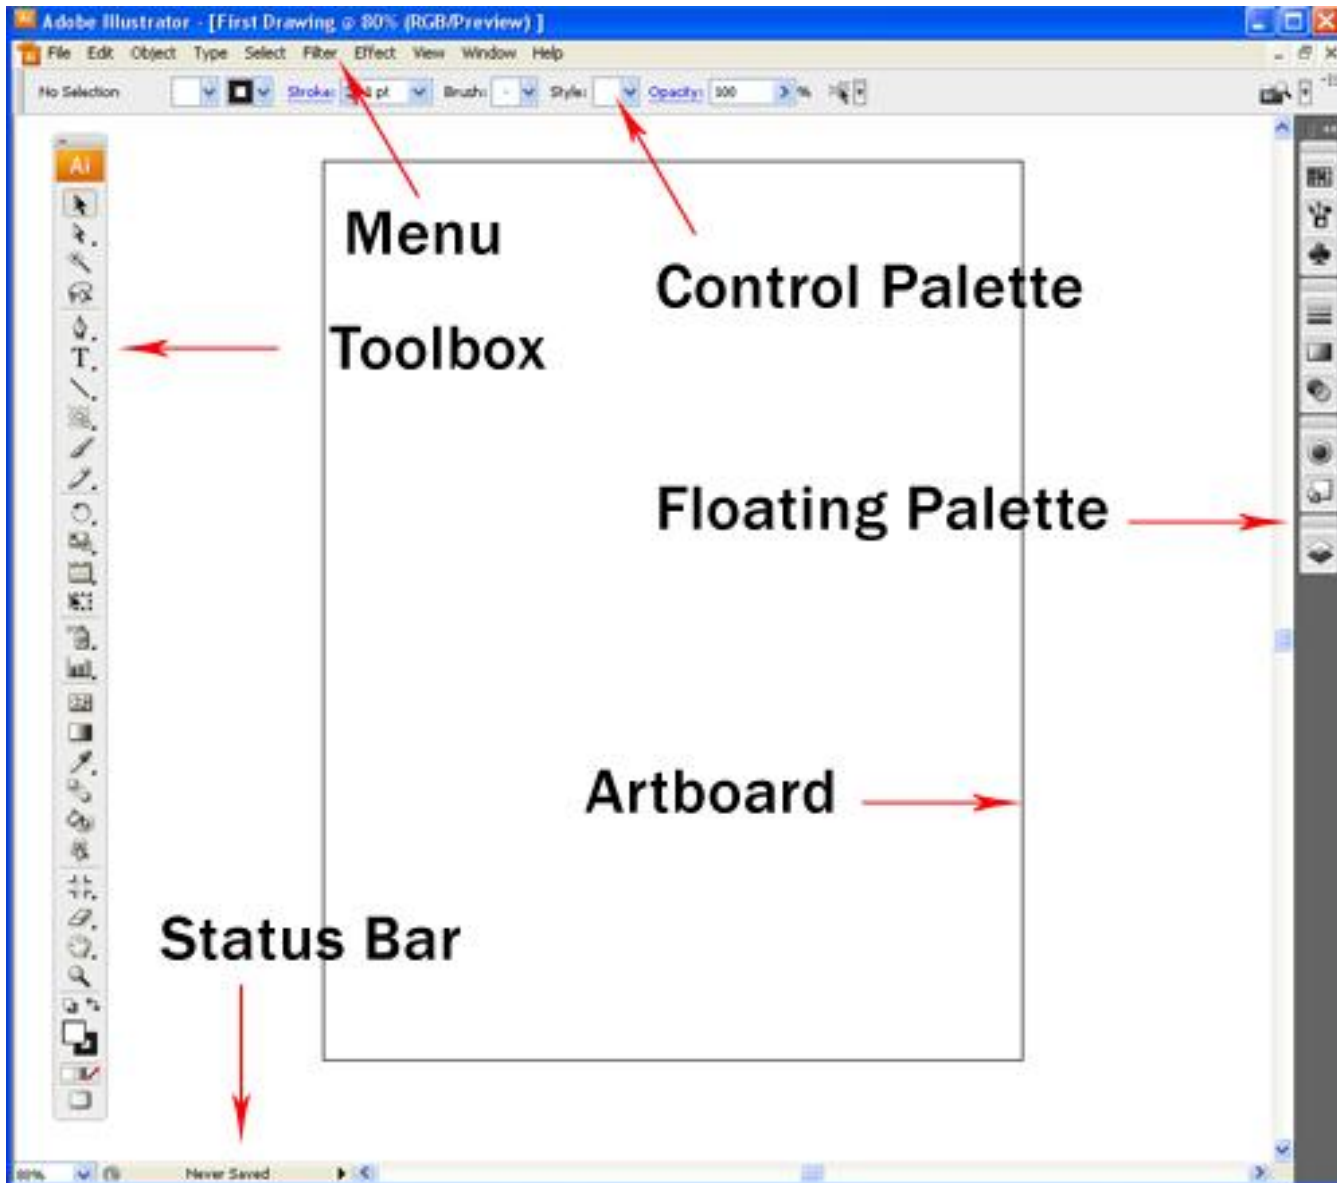 Adobe Illustrator - [First Drawing @ 80% (RGB/Preview) ]
File Edit Object Type Select Filter Effect View Window Help
No Selection Stroke: pt Brush: Style: Opacity: 100 %
Ai
Menu
Control Palette
T
Toolbox
Floating Palette
Artboard
Status Bar
80% Never Saved